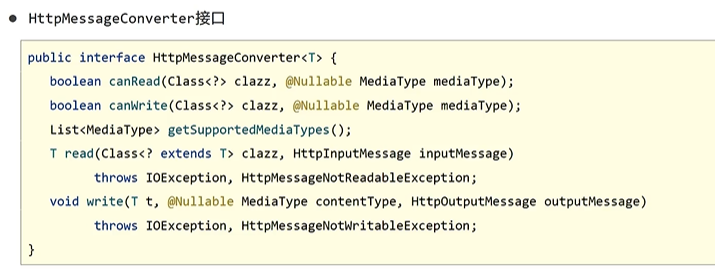 ● HttpMessageConverter接口
public interface HttpMessageConverter<T> {
boolean canRead(Class<?> clazz, @Nullable MediaType mediaType);
boolean canWrite(Class<?> clazz, @Nullable MediaType mediaType);
List<MediaType> getSupportedMediaTypes();
T read(Class<? extends T> clazz, HttpInputMessage inputMessage)
throws IOException, HttpMessageNotReadableException;
void write(T t, @Nullable MediaType contentType, HttpOutputMessage outputMessage)
throws IOException, HttpMessageNotWritableException;
}